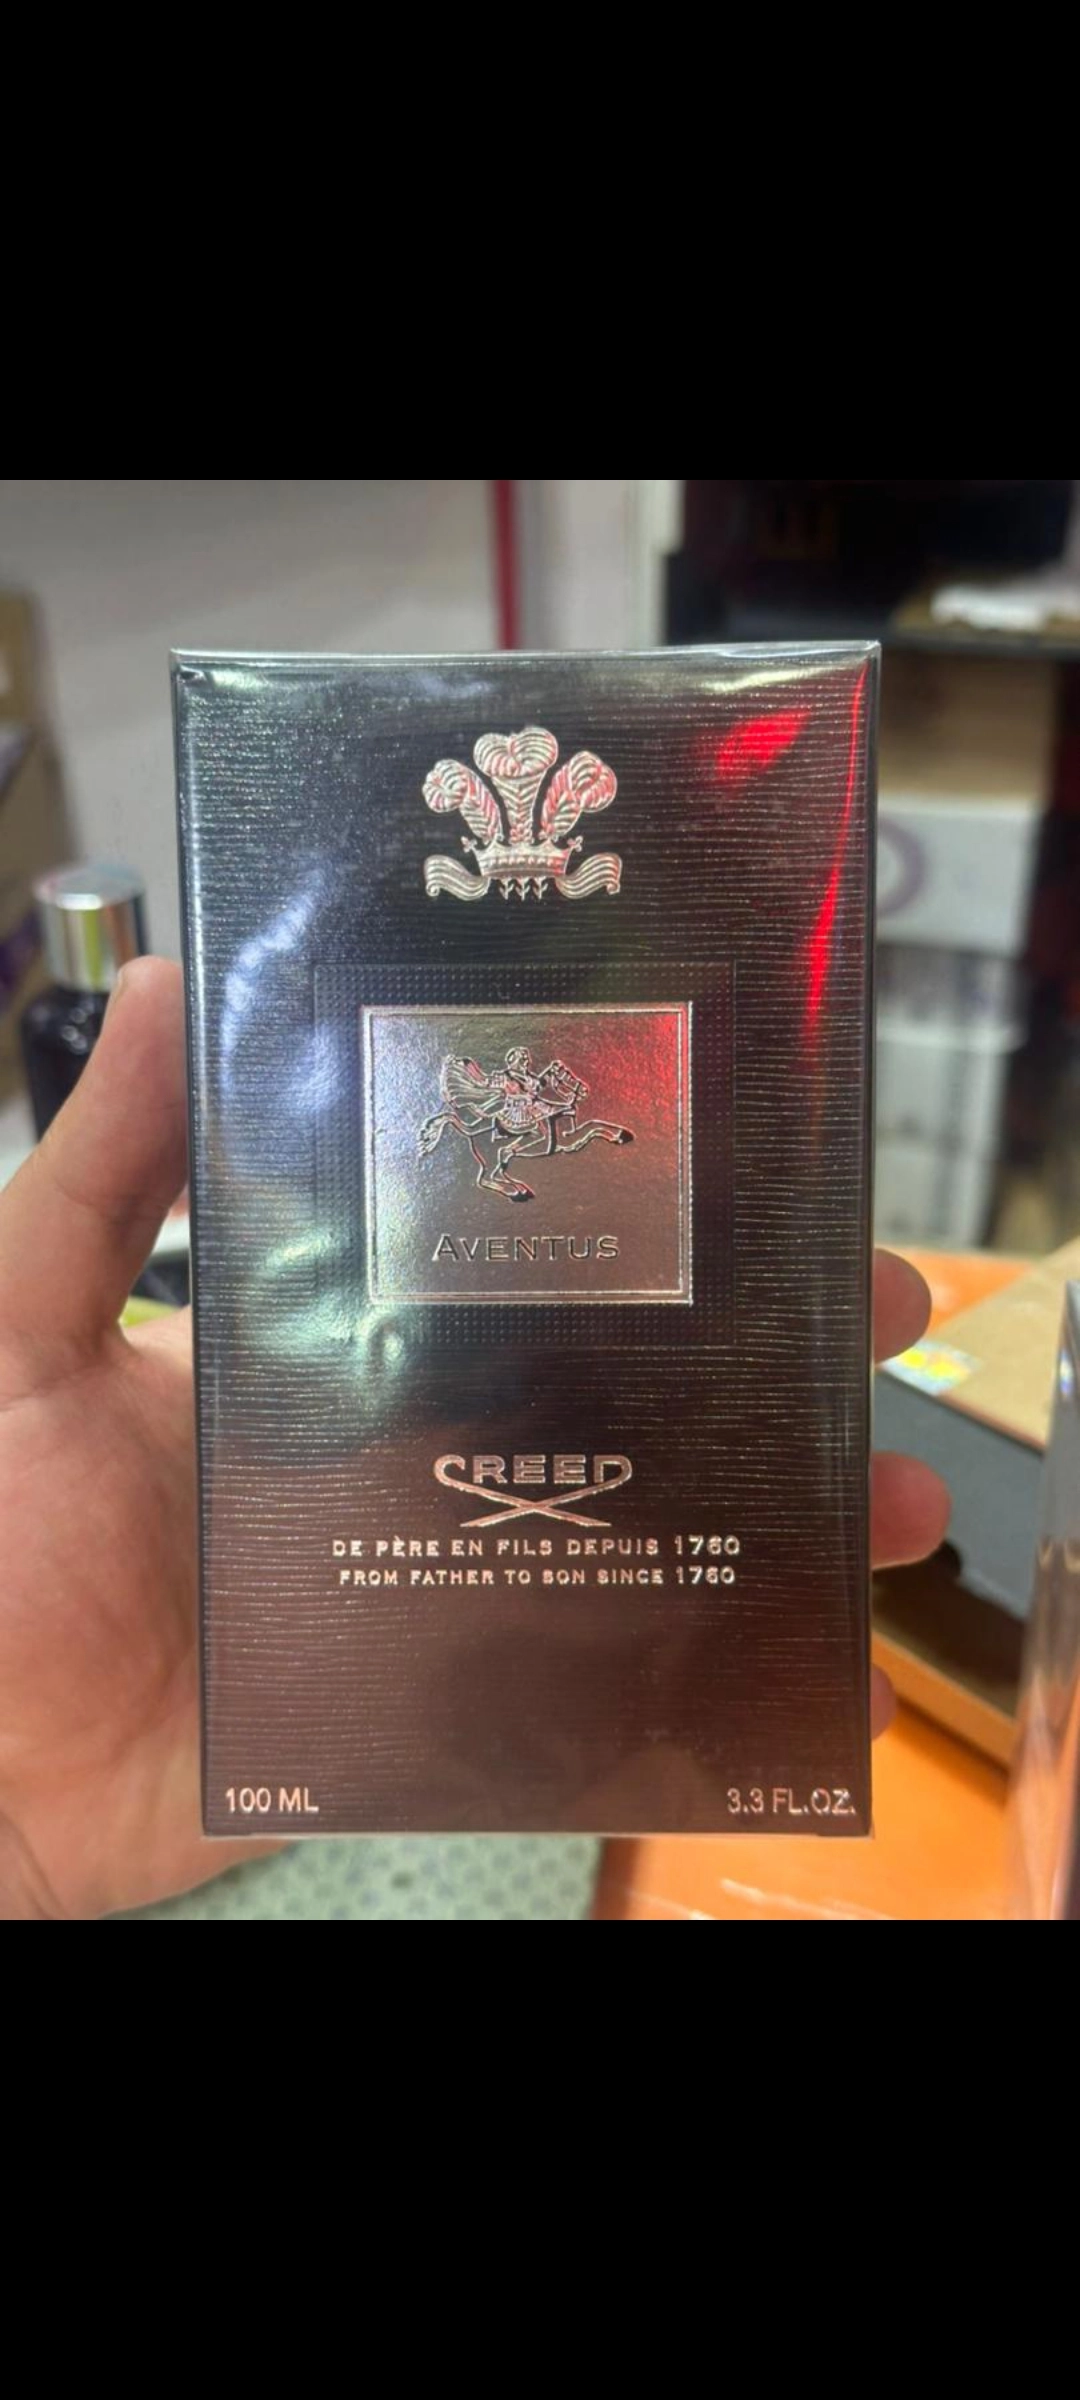 AVENTUS
CREED
DE PÈRE EN FILS DEPUIS 1760
FROM FATHER TO SON SINCE 1760
100 ML
3.3 FL.OZ.